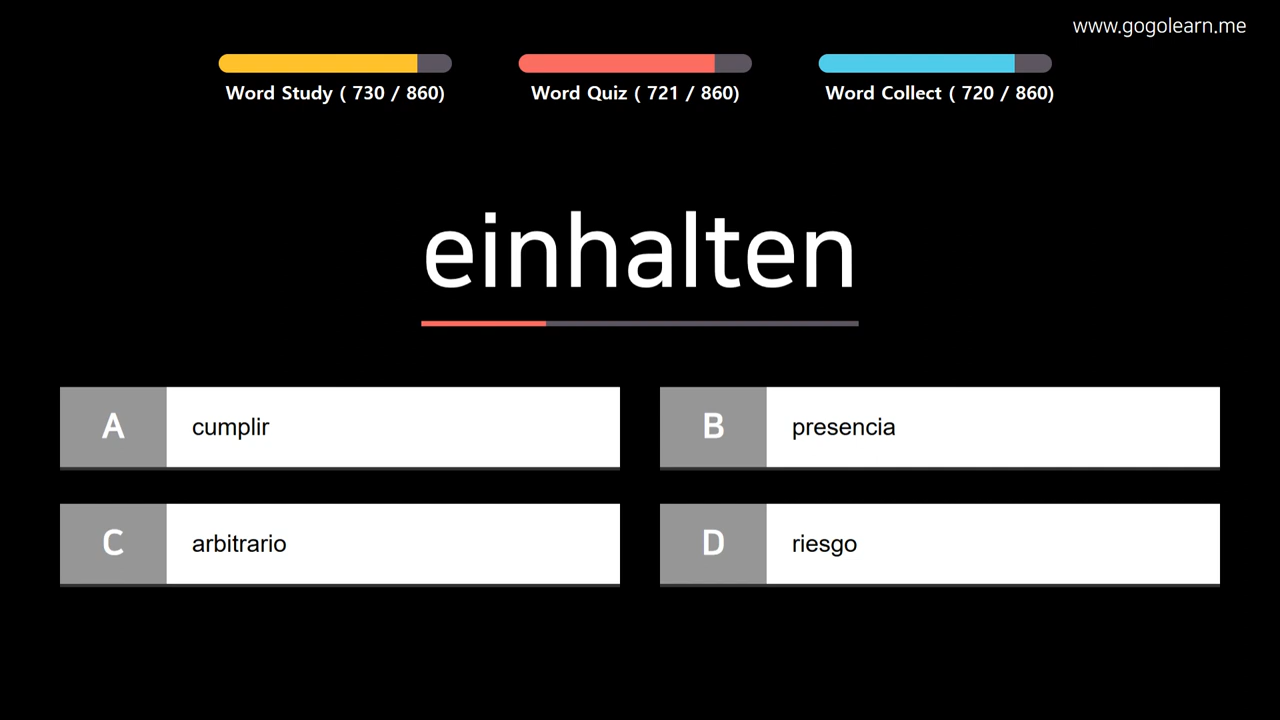 www.gogolearn.me
Word Study ( 730 / 860)
Word Quiz ( 721 / 860)
Word Collect ( 720 / 860)
einhalten
A cumplir
B presencia
C arbitrario
D riesgo